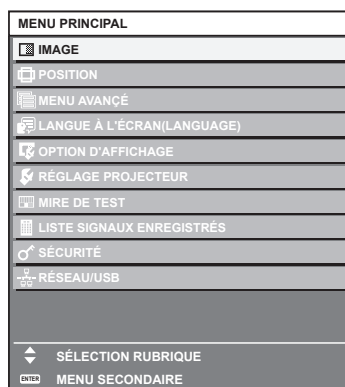 MENU PRINCIPAL
IMAGE
POSITION
MENU AVANÇÉ
LANGUE À L'ÉCRAN(LANGUAGE)
OPTION D'AFFICHAGE
RÉGLAGE PROJECTEUR
MIRE DE TEST
LISTE SIGNAUX ENREGISTRÉS
SÉCURITÉ
RÉSEAU/USB
SÉLECTION RUBRIQUE
ENTER MENU SECONDAIRE